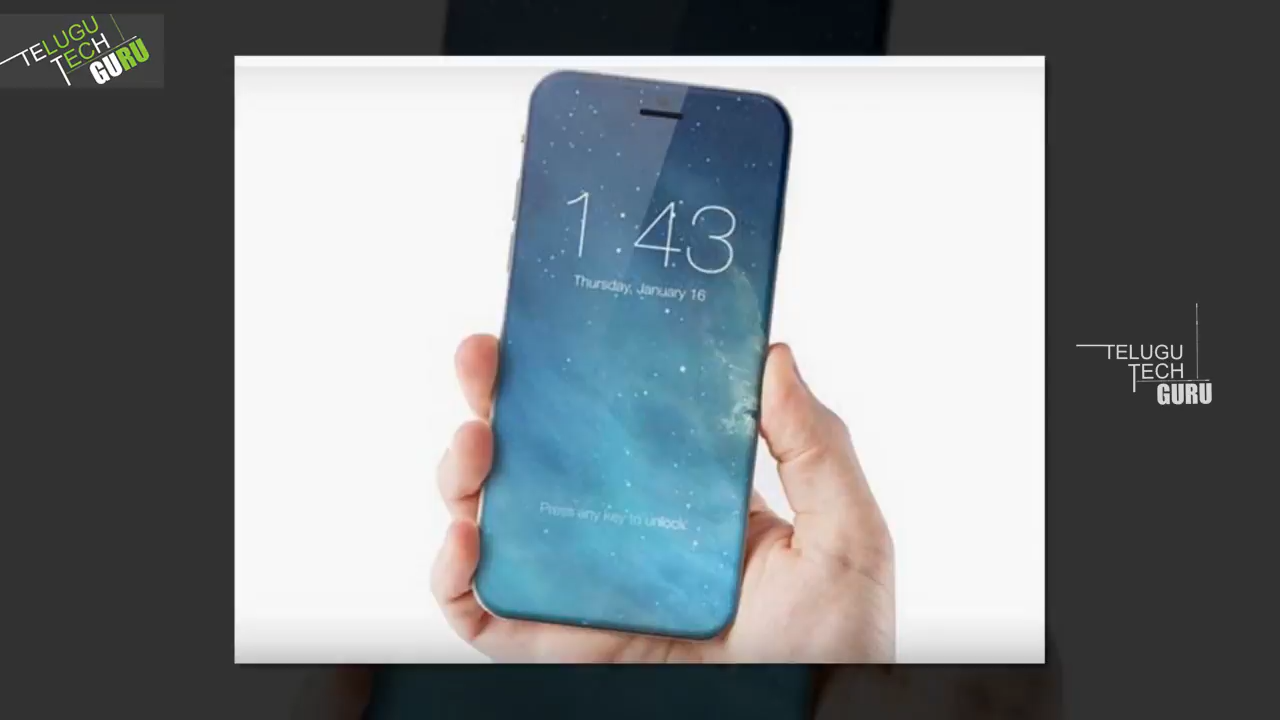 TELUGU
TECH
GURU
1:43
Thursday, January 16
Press any key to unlock
TELUGU
TECH
GURU